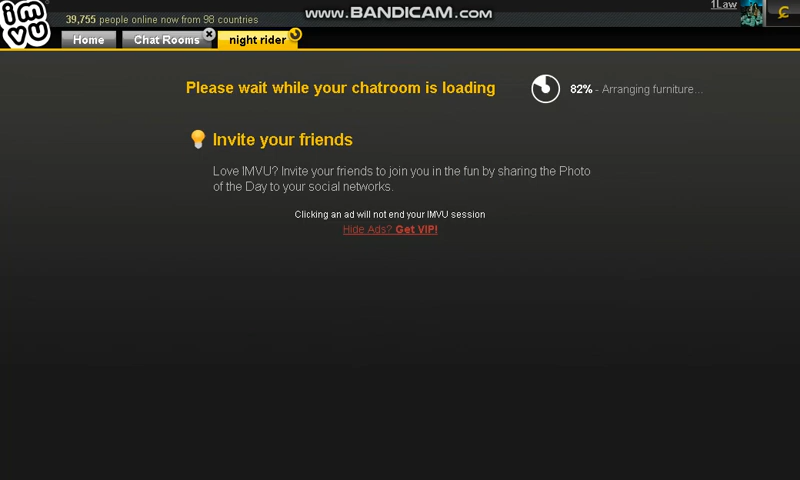 imvu
39,755 people online now from 98 countries
www.BANDICAM.com
1Law
Home
Chat Rooms
night rider
Please wait while your chatroom is loading
82% - Arranging furniture...
Invite your friends
Love IMVU? Invite your friends to join you in the fun by sharing the Photo
of the Day to your social networks.
Clicking an ad will not end your IMVU session
Hide Ads? Get VIP!